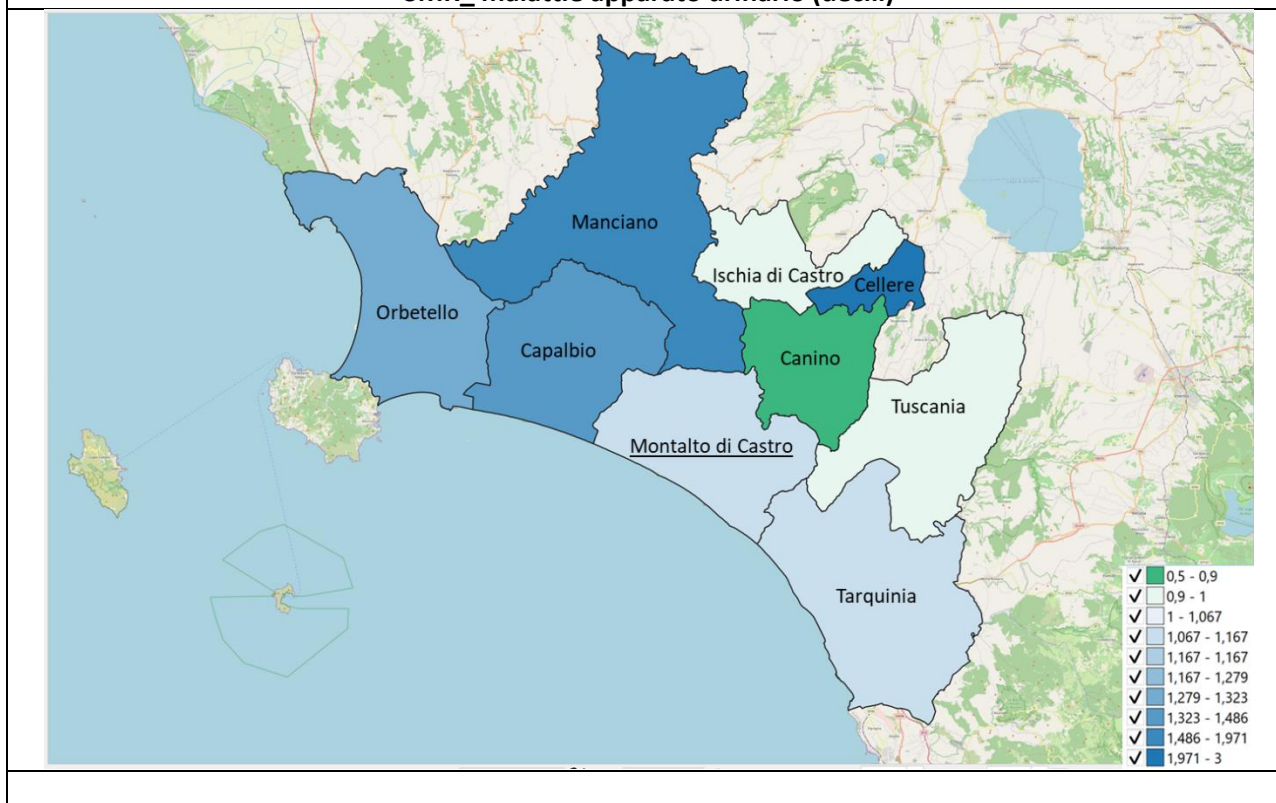 Manciano
Ischia di Castro
Cellere
Orbetello
Capalbio
Canino
Tuscania
Montalto di Castro
Tarquinia
0,5 - 0,9
0,9 - 1
1 - 1,067
1,067 - 1,167
1,167 - 1,167
1,167 - 1,279
1,279 - 1,323
1,323 - 1,486
1,486 - 1,971
1,971 - 3